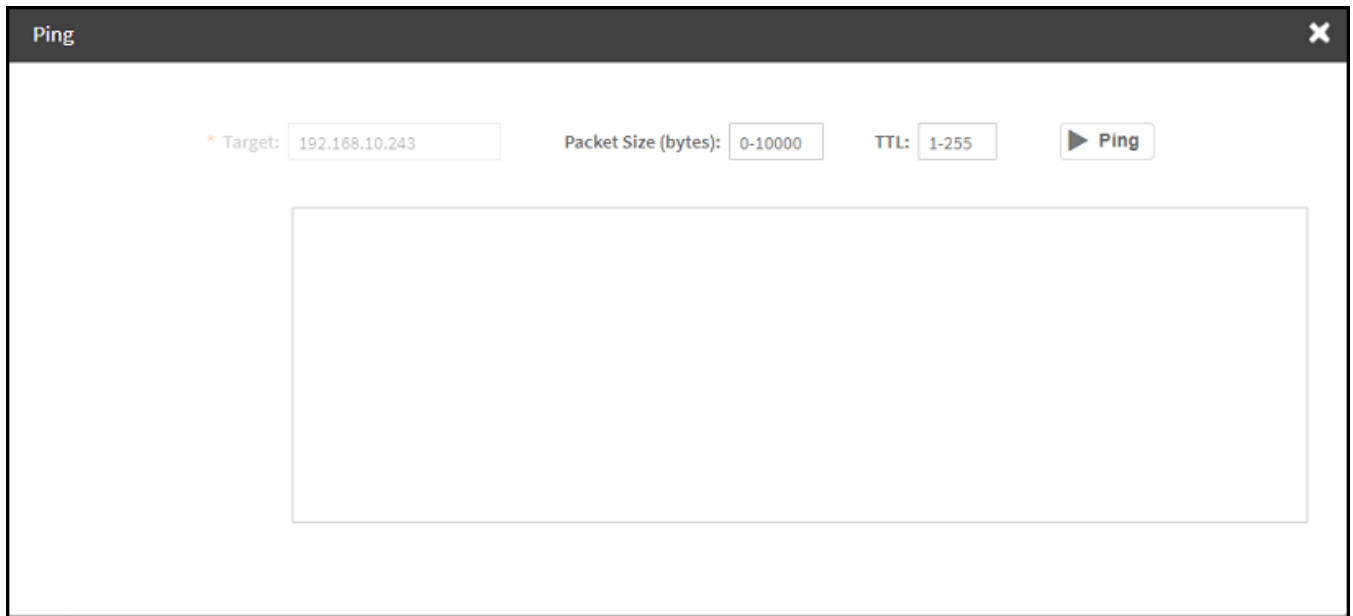 Ping
* Target: 192.168.10.243 Packet Size (bytes): 0-10000 TTL: 1-255 Ping